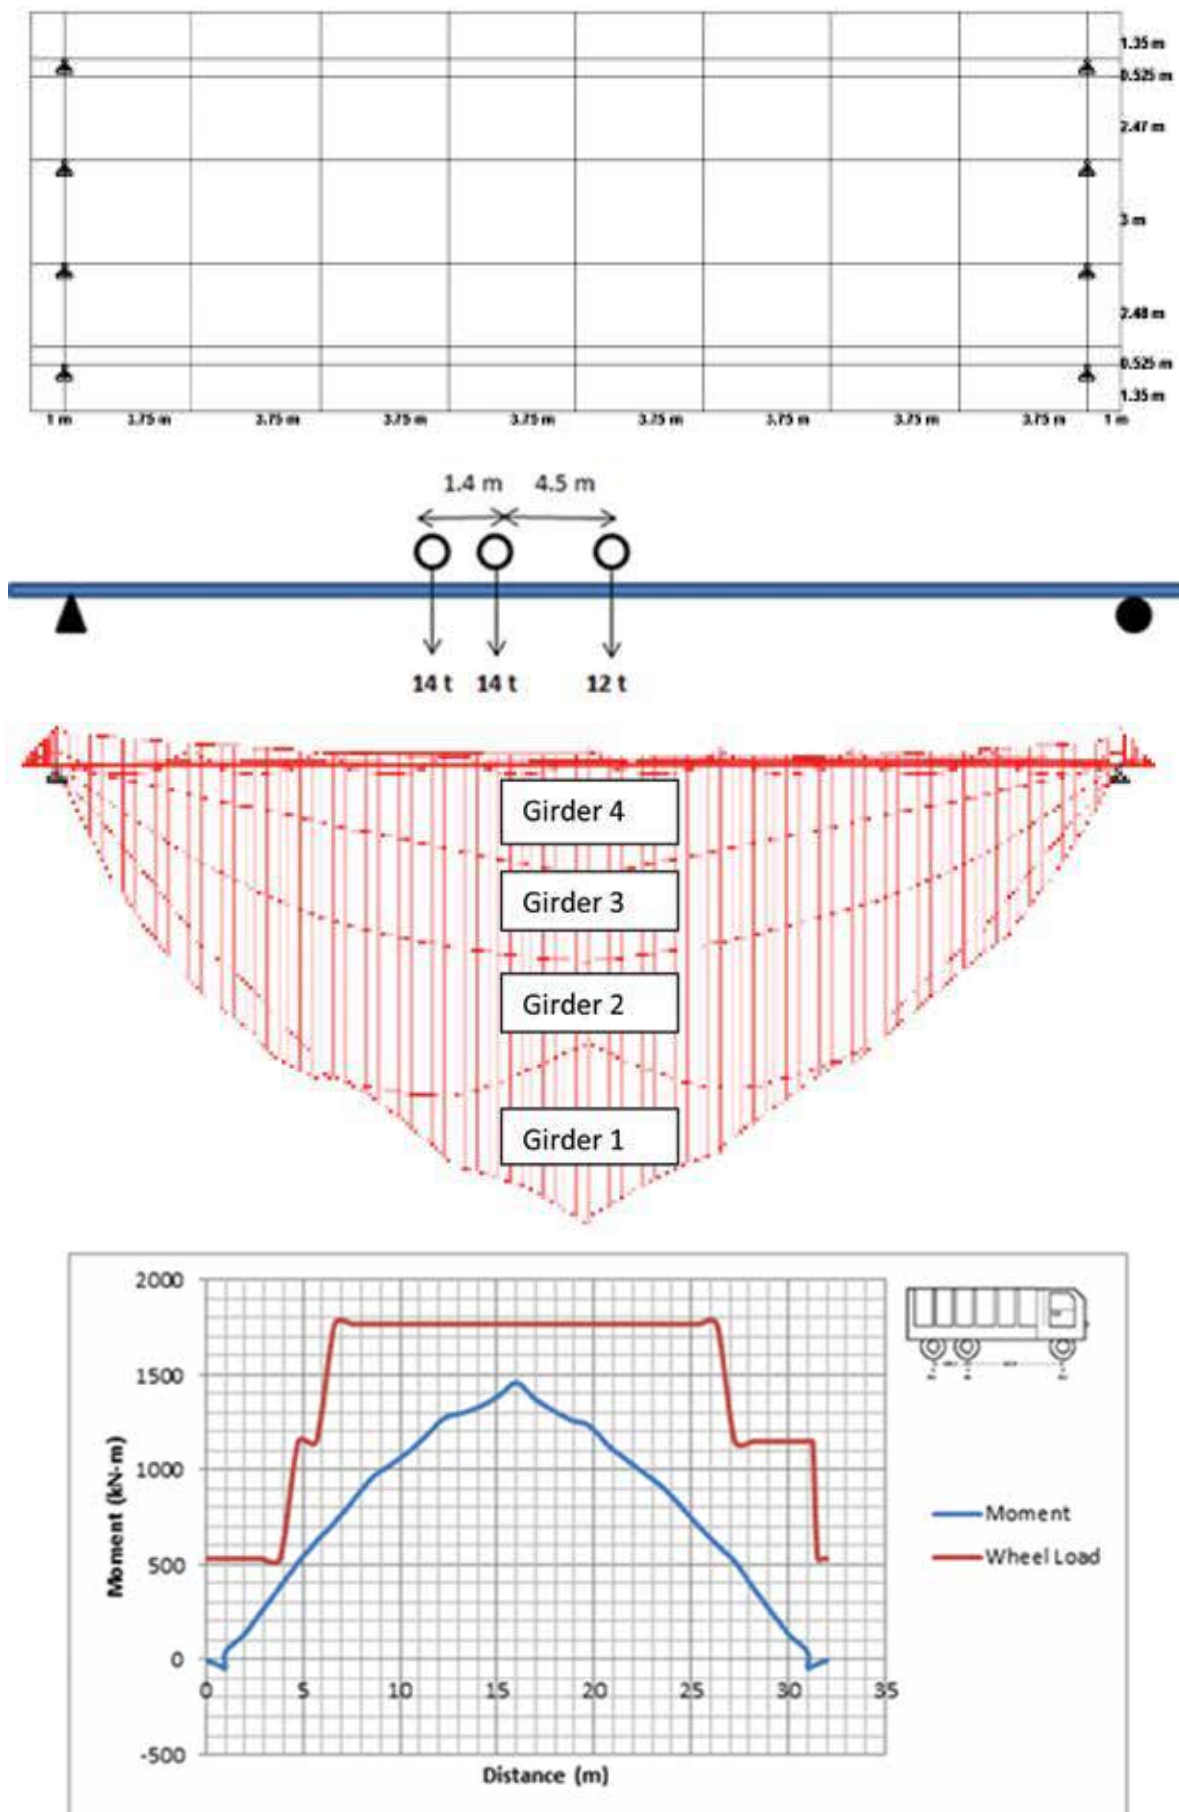 1.35 m
0.525 m
2.47 m
3 m
2.48 m
0.525 m
1.35 m
1 m 3.75 m 3.75 m 3.75 m 3.75 m 3.75 m 3.75 m 3.75 m 3.75 m 1 m
1.4 m 4.5 m
14 t 14 t 12 t
Girder 4
Girder 3
Girder 2
Girder 1
2000
1500
1000
500
0
-500
Moment (kN-m)
0 5 10 15 20 25 30 35
Distance (m)
Moment
Wheel Load